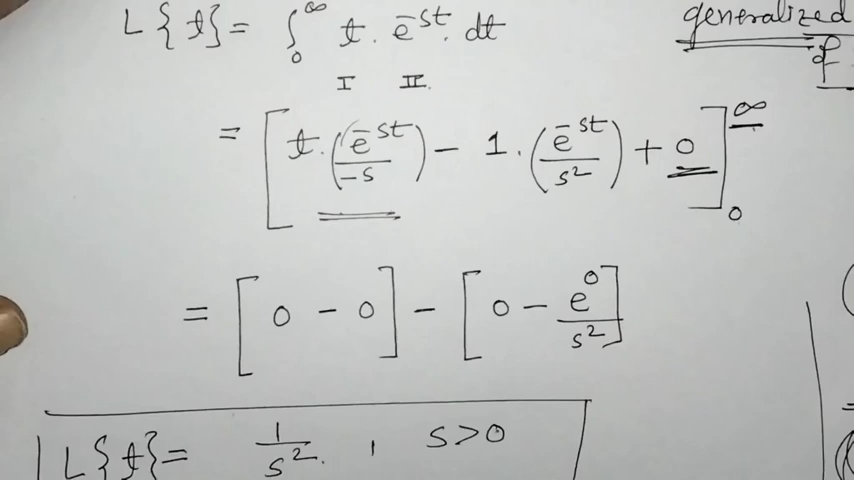 L{t} = ∫₀^∞ t. e^-st. dt
generalized
of
I II.
= [ t.(e^-st/-s) - 1.(e^-st/s²) + 0 ]₀^∞
= [ 0 - 0 ] - [ 0 - e⁰/s² ]
L{t} = 1/s². , s>0